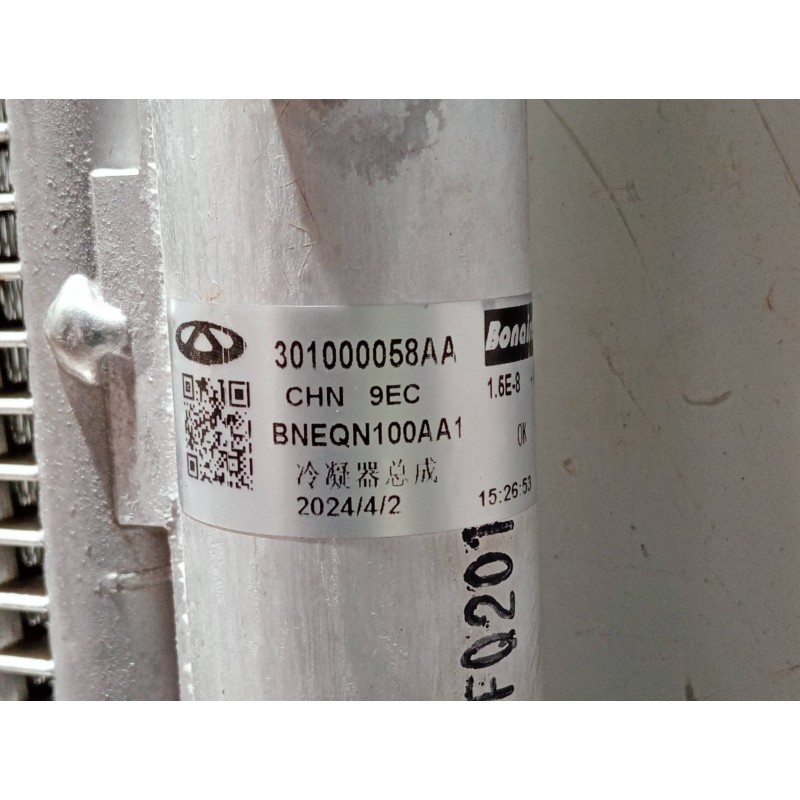 301000058AA
CHN 9EC
BNEQN100AA1
冷凝器总成
2024/4/2
1.5E-8
OK
15:26:53
FQ201